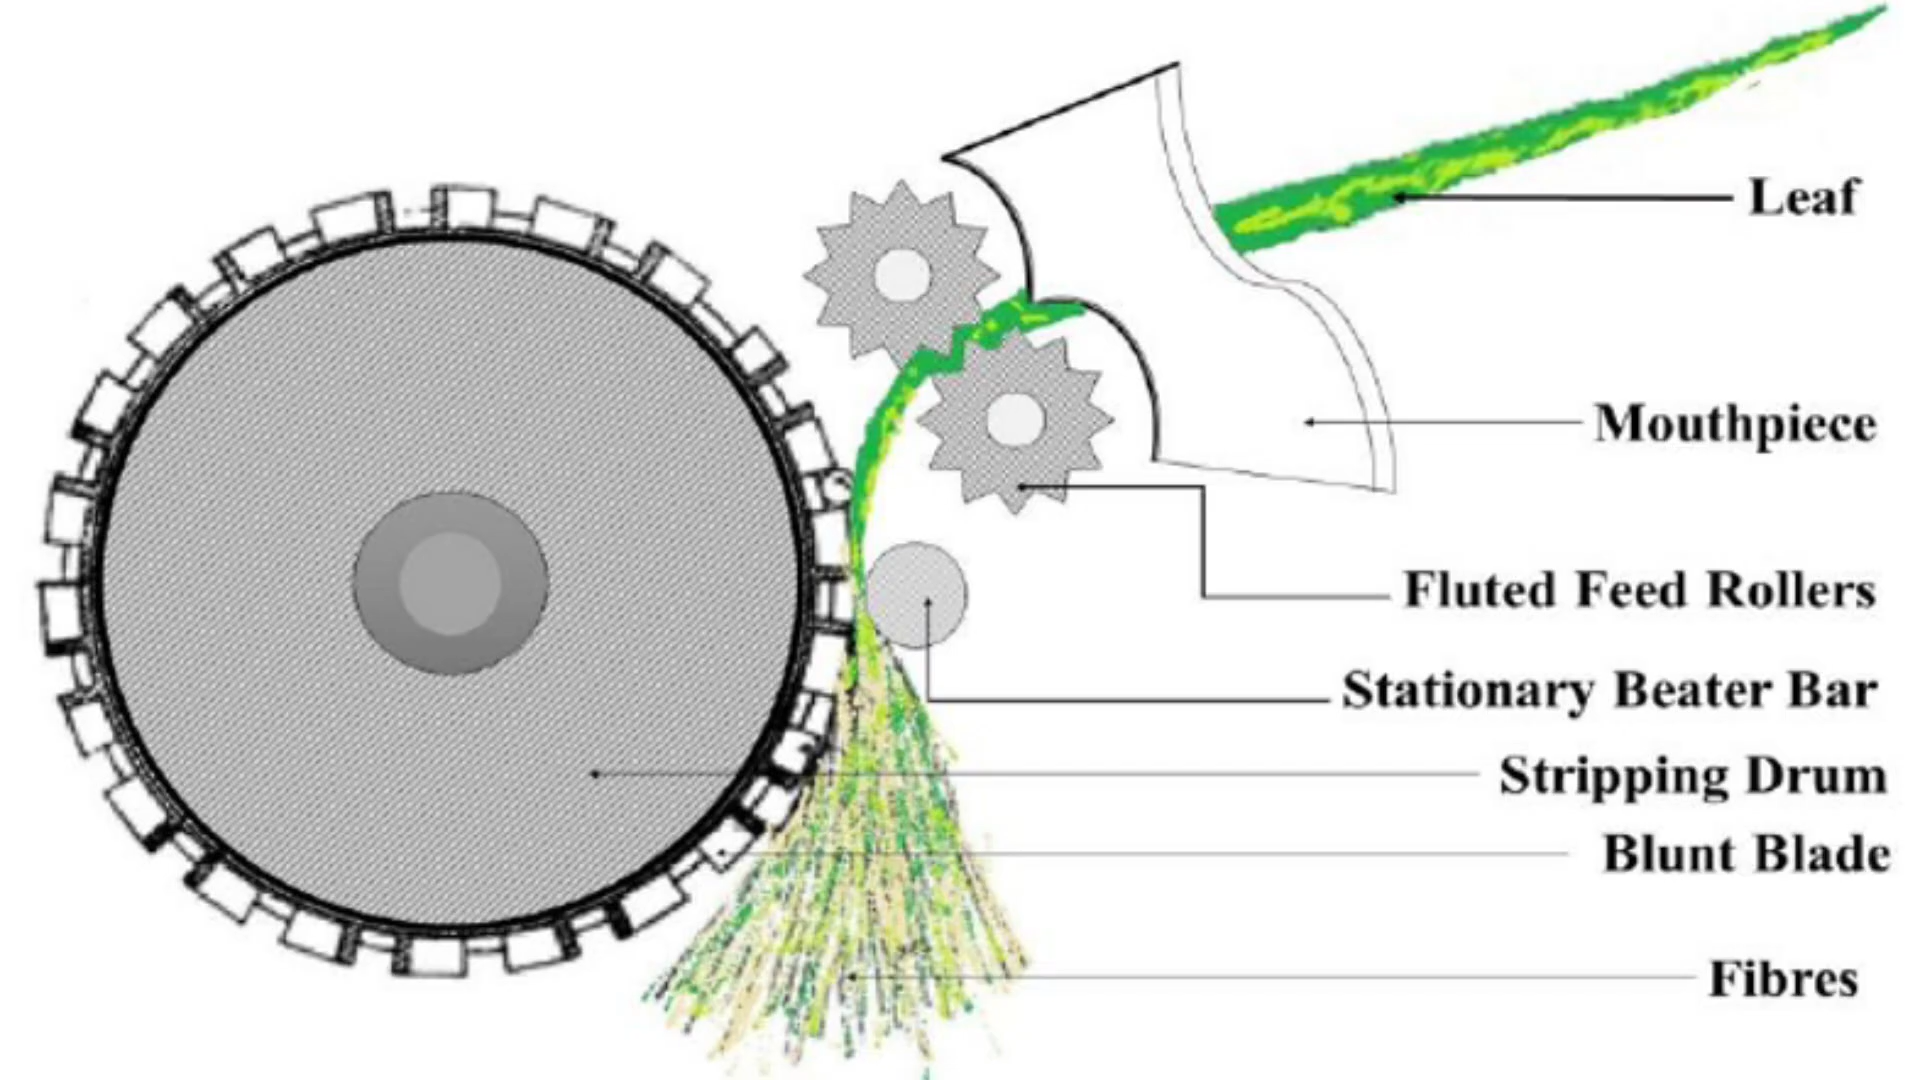 Leaf
Mouthpiece
Fluted Feed Rollers
Stationary Beater Bar
Stripping Drum
Blunt Blade
Fibres